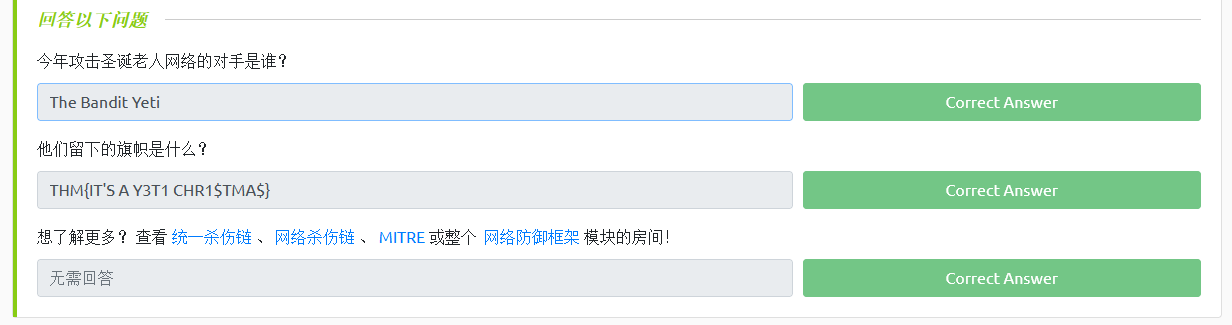 回答以下问题
今年攻击圣诞老人网络的对手是谁？
The Bandit Yeti
Correct Answer
他们留下的旗帜是什么？
THM{IT'S A Y3T1 CHR1$TMA$}
Correct Answer
想了解更多？查看 统一杀伤链 、 网络杀伤链 、 MITRE 或整个 网络防御框架 模块的房间！
无需回答
Correct Answer